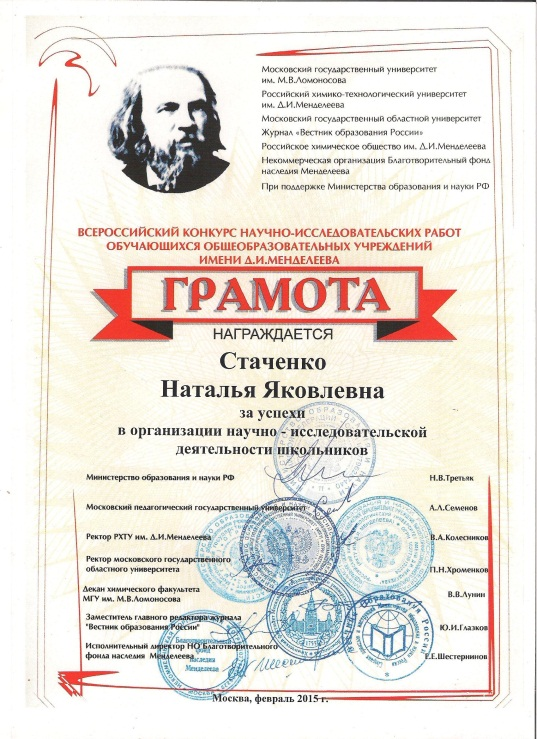 Московский государственный университет
им. М.В.Ломоносова
Российский химико-технологический университет
им. Д.И.Менделеева
Московский государственный областной университет
Журнал «Вестник образования России»
Российское химическое общество им. Д.И.Менделеева
Некоммерческая организация Благотворительный фонд
наследия Менделеева
При поддержке Министерства образования и науки РФ
ВСЕРОССИЙСКИЙ КОНКУРС НАУЧНО-ИССЛЕДОВАТЕЛЬСКИХ РАБОТ
ОБУЧАЮЩИХСЯ ОБЩЕОБРАЗОВАТЕЛЬНЫХ УЧРЕЖДЕНИЙ
ИМЕНИ Д.И.МЕНДЕЛЕЕВА
ГРАМОТА
НАГРАЖДАЕТСЯ
Стаченко
Наталья Яковлевна
за успехи
в организации научно - исследовательской
деятельности школьников
Министерство образования и науки РФ Н.В.Третьяк
Московский педагогический государственный университет А.Л.Семенов
Ректор РХТУ им. Д.И.Менделеева В.А.Колесников
Ректор московского государственного
областного университета П.Н.Хроменков
Декан химического факультета
МГУ им. М.В.Ломоносова В.В.Лунин
Заместитель главного редактора журнала
"Вестник образования России" Ю.И.Глазков
Исполнительный директор НО Благотворительного
фонда наследия Менделеева Е.Е.Шестернинов
Благотворительный
фонд
Наследия
Менделеева
Москва, февраль 2015 г.